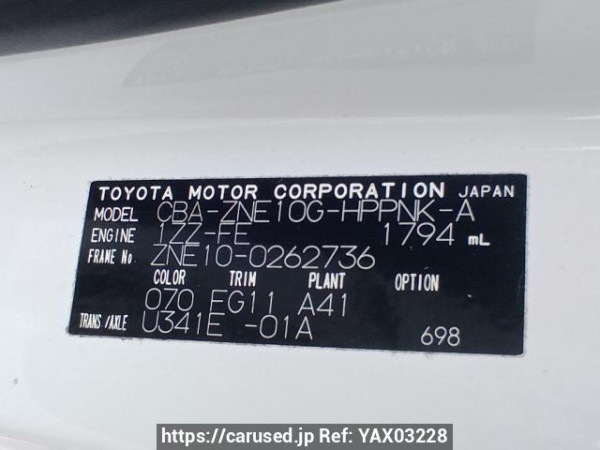 TOYOTA MOTOR CORPORATION JAPAN
MODEL CBA-ZNE10G-HPPNK-A
ENGINE 1ZZ-FE 1794 mL
FRAME No. ZNE10-0262736
COLOR TRIM PLANT OPTION
070 FG11 A41
TRANS/AXLE U341E -01A
698
https://carused.jp Ref: YAX03228